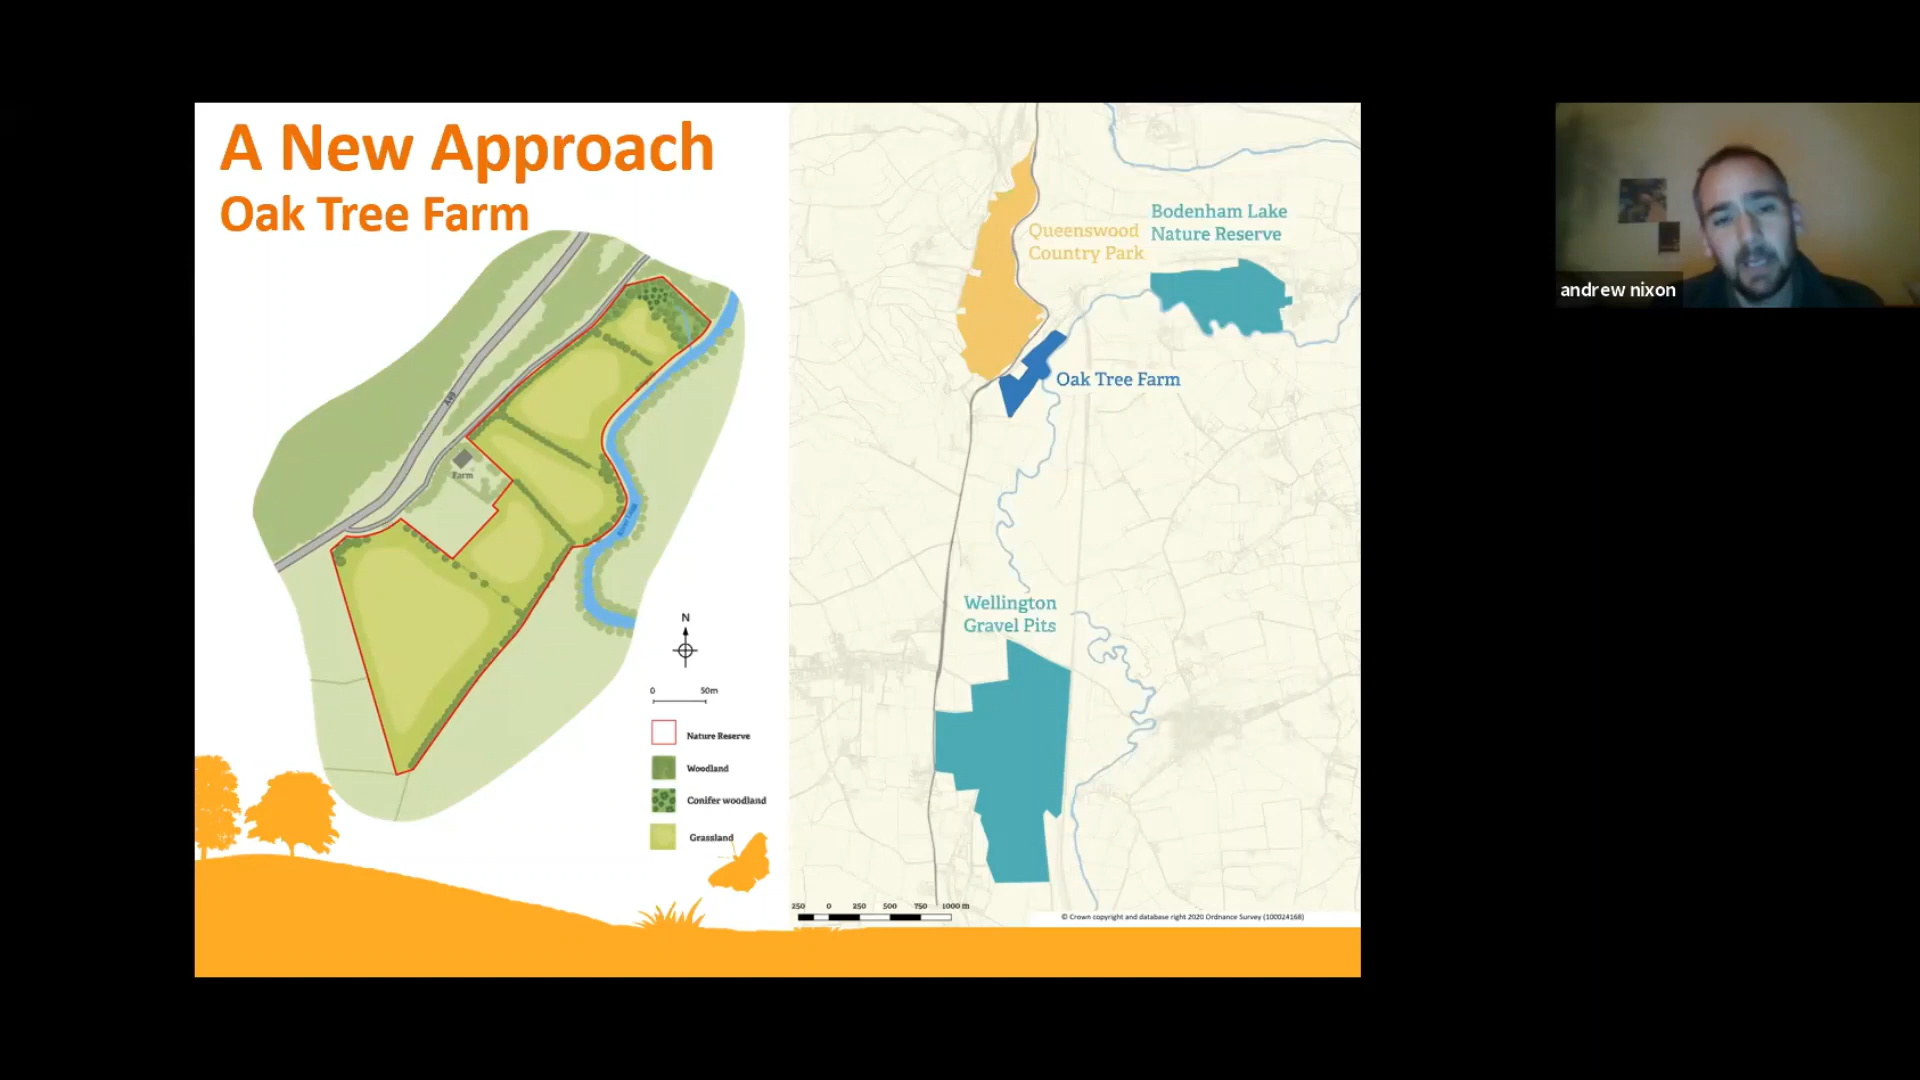 A New Approach
Oak Tree Farm
A49
Farm
N
0 50m
Nature Reserve
Woodland
Conifer woodland
Grassland
Queenswood
Country Park
Bodenham Lake
Nature Reserve
Oak Tree Farm
Wellington
Gravel Pits
250 0 250 500 750 1000 m
© Crown copyright and database right 2020 Ordnance Survey (100024168)
andrew nixon